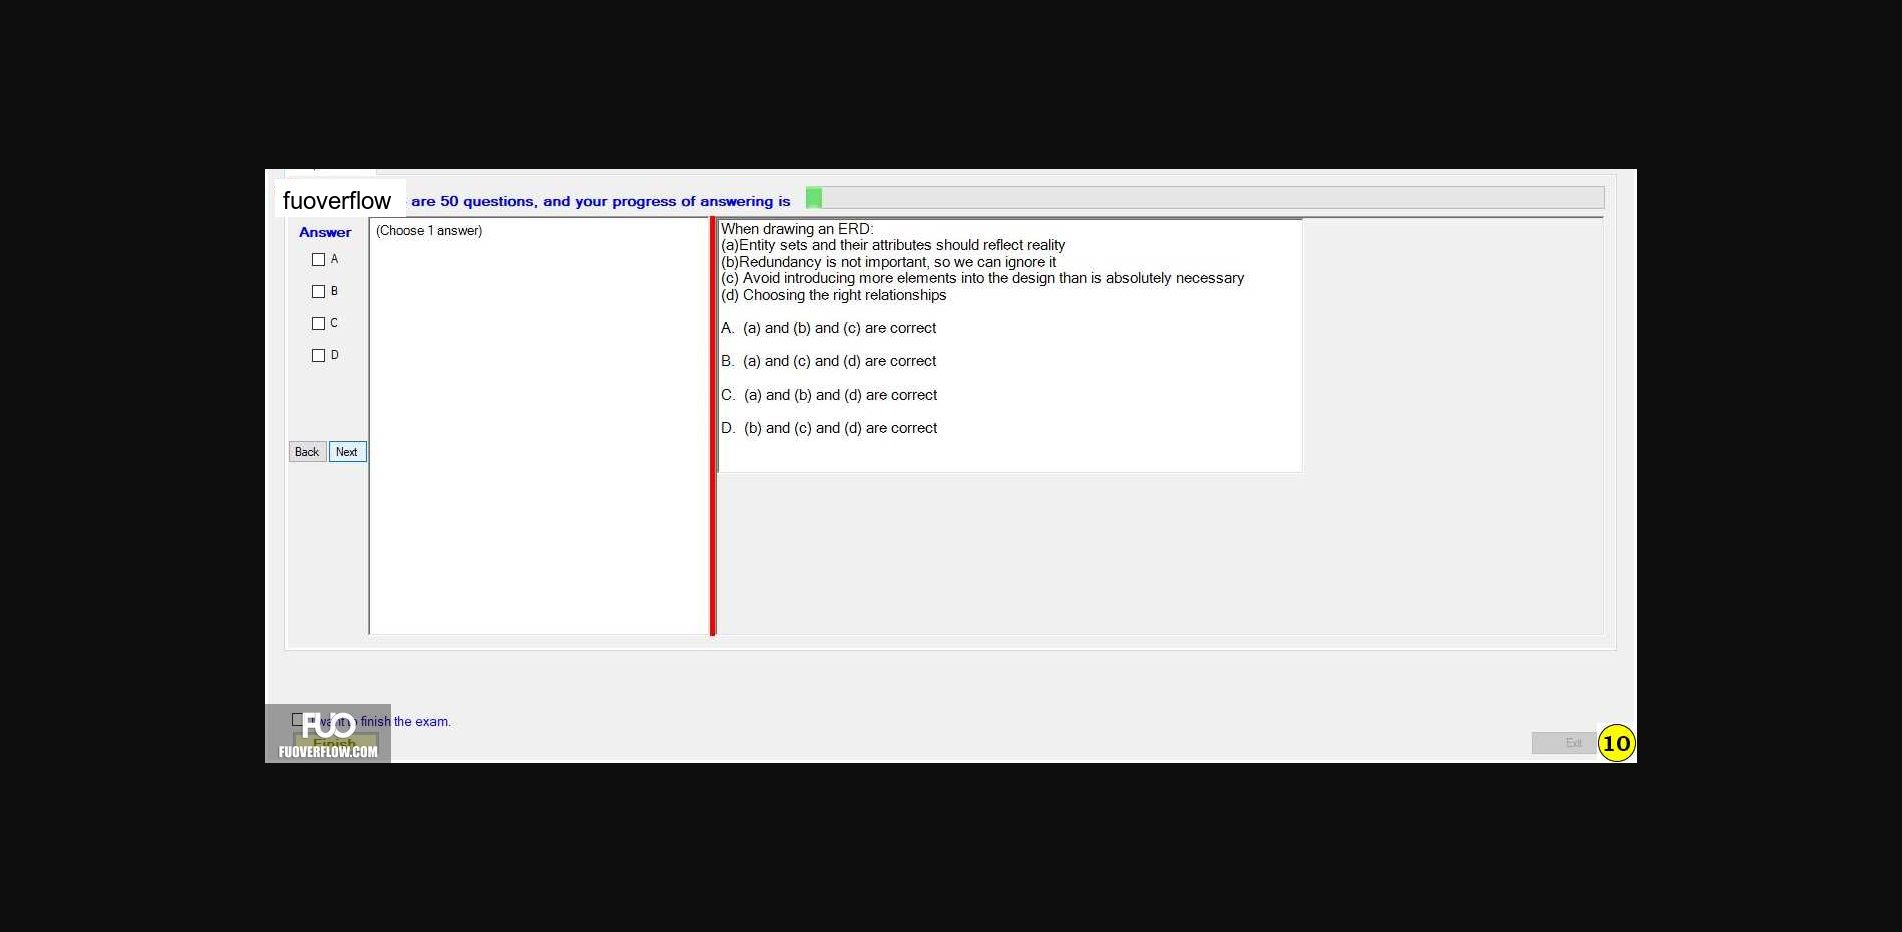 fuoverflow are 50 questions, and your progress of answering is
Answer
(Choose 1 answer)
A
B
C
D
Back Next
When drawing an ERD:
(a)Entity sets and their attributes should reflect reality
(b)Redundancy is not important, so we can ignore it
(c) Avoid introducing more elements into the design than is absolutely necessary
(d) Choosing the right relationships
A. (a) and (b) and (c) are correct
B. (a) and (c) and (d) are correct
C. (a) and (b) and (d) are correct
D. (b) and (c) and (d) are correct
I want to finish the exam.
FUO
Finish
FUOVERFLOW.COM
Exit
10